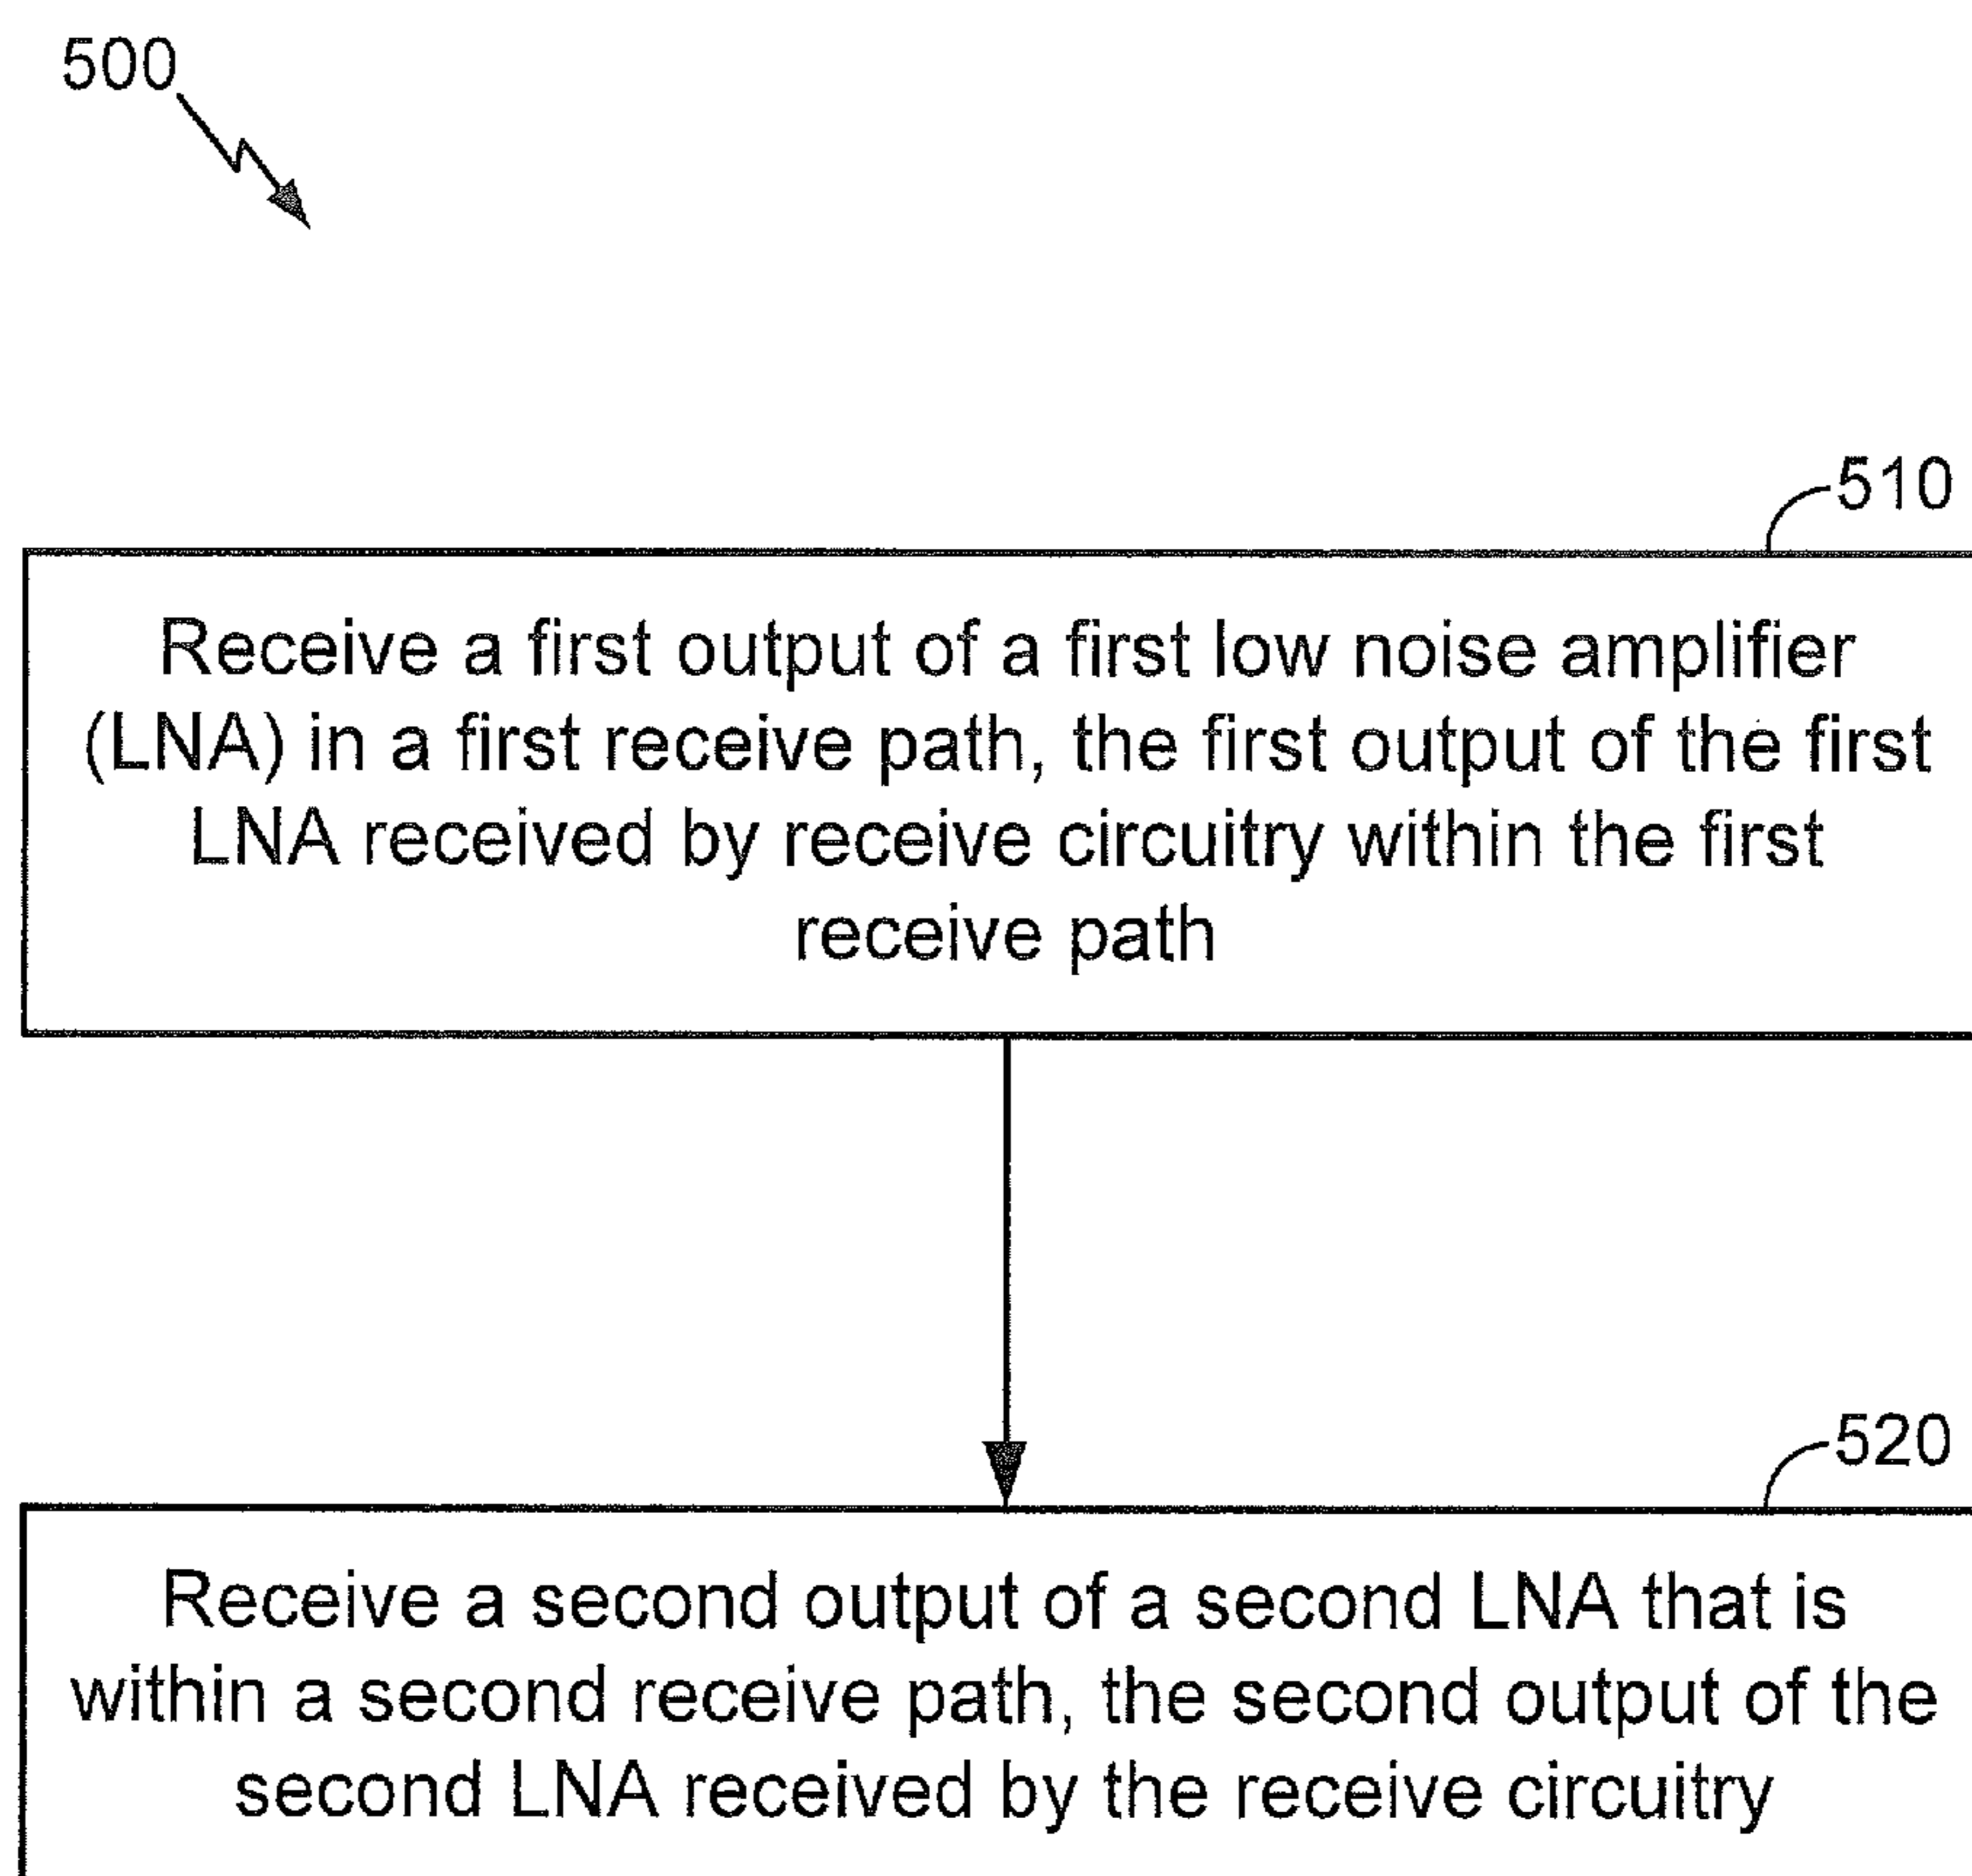 500
510
Receive a first output of a first low noise amplifier
(LNA) in a first receive path, the first output of the first
LNA received by receive circuitry within the first
receive path
520
Receive a second output of a second LNA that is
within a second receive path, the second output of the
second LNA received by the receive circuitry